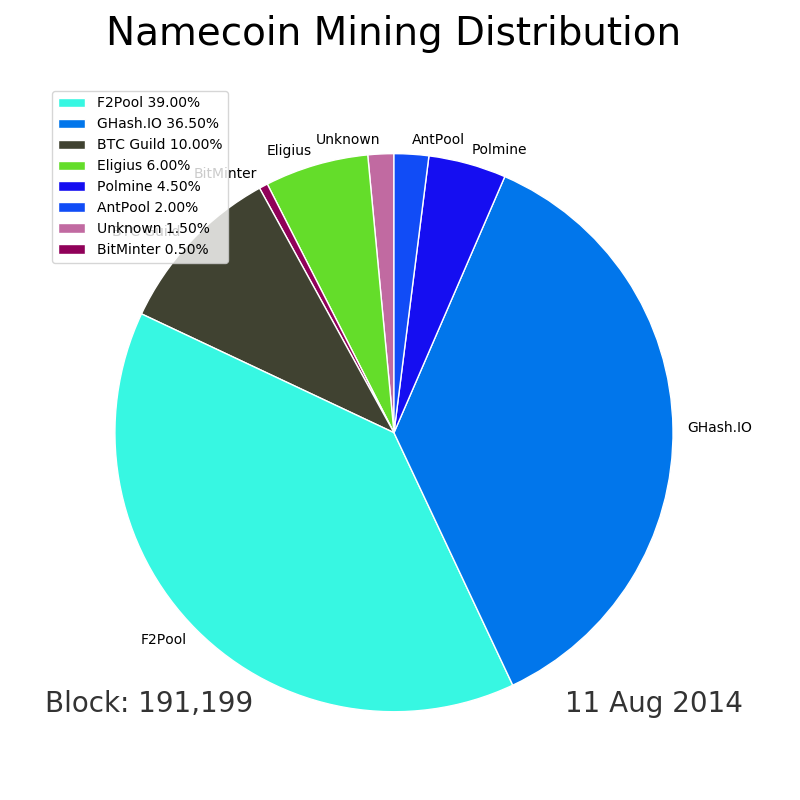 Namecoin Mining Distribution
F2Pool 39.00%
GHash.IO 36.50%
BTC Guild 10.00%
Eligius 6.00%
Polmine 4.50%
AntPool 2.00%
Unknown 1.50%
BitMinter 0.50%
Unknown
AntPool
Eligius
Polmine
BitMinter
BTC Guild
GHash.IO
F2Pool
Block: 191,199
11 Aug 2014